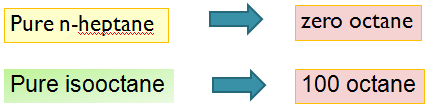 Pure n-heptane zero octane
Pure isooctane 100 octane